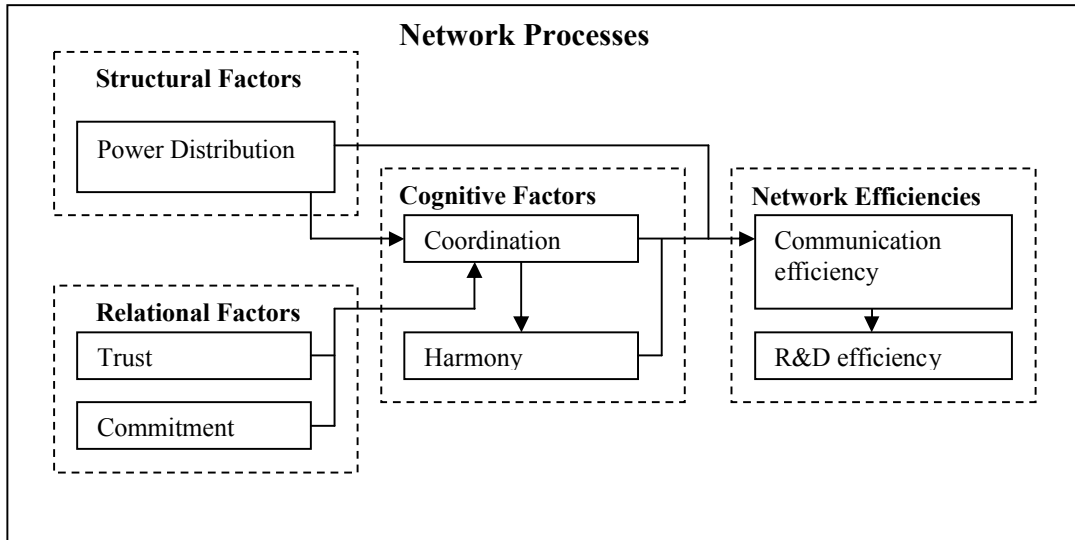 Network Processes
Structural Factors
Power Distribution
Cognitive Factors
Coordination
Harmony
Network Efficiencies
Communication
efficiency
R&D efficiency
Relational Factors
Trust
Commitment